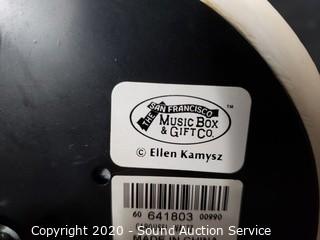 THE SAN FRANCISCO ™
MUSIC BOX
& GIFT CO.
© Ellen Kamysz
60 641803 00990
MADE IN CHINA
Copyright 2020 - Sound Auction Service